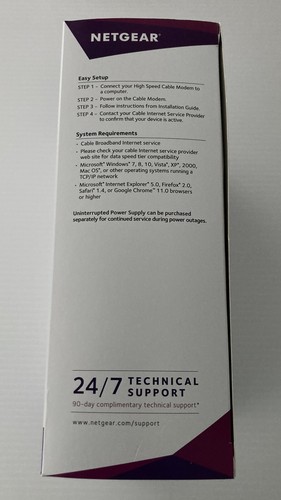 NETGEAR®
Easy Setup
STEP 1 - Connect your High Speed Cable Modem to
a computer.
STEP 2 - Power on the Cable Modem.
STEP 3 - Follow instructions from Installation Guide.
STEP 4 - Contact your Cable Internet Service Provider
to confirm that your device is active.
System Requirements
- Cable Broadband Internet service
- Please check your cable Internet service provider
web site for data speed tier compatibility
- Microsoft® Windows® 7, 8, 10, Vista®, XP®, 2000,
Mac OS®, or other operating systems running a
TCP/IP network
- Microsoft® Internet Explorer® 5.0, Firefox® 2.0,
Safari® 1.4, or Google Chrome™ 11.0 browsers
or higher
Uninterrupted Power Supply can be purchased
separately for continued service during power outages.
24/7 TECHNICAL
SUPPORT
90-day complimentary technical support*
www.netgear.com/support